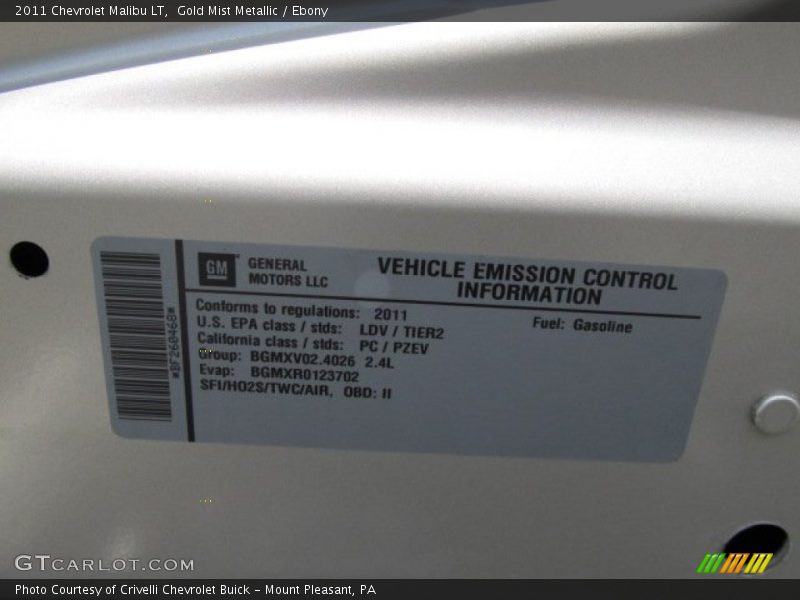 2011 Chevrolet Malibu LT, Gold Mist Metallic / Ebony
GM GENERAL MOTORS LLC
VEHICLE EMISSION CONTROL
INFORMATION
Conforms to regulations: 2011
Fuel: Gasoline
U.S. EPA class / stds: LDV / TIER2
California class / stds: PC / PZEV
Group: BGMXV02.4026 2.4L
Evap: BGMXR0123702
SFI/HO2S/TWC/AIR, OBD: II
*BF260468*
GTCARLOT.COM
Photo Courtesy of Crivelli Chevrolet Buick - Mount Pleasant, PA